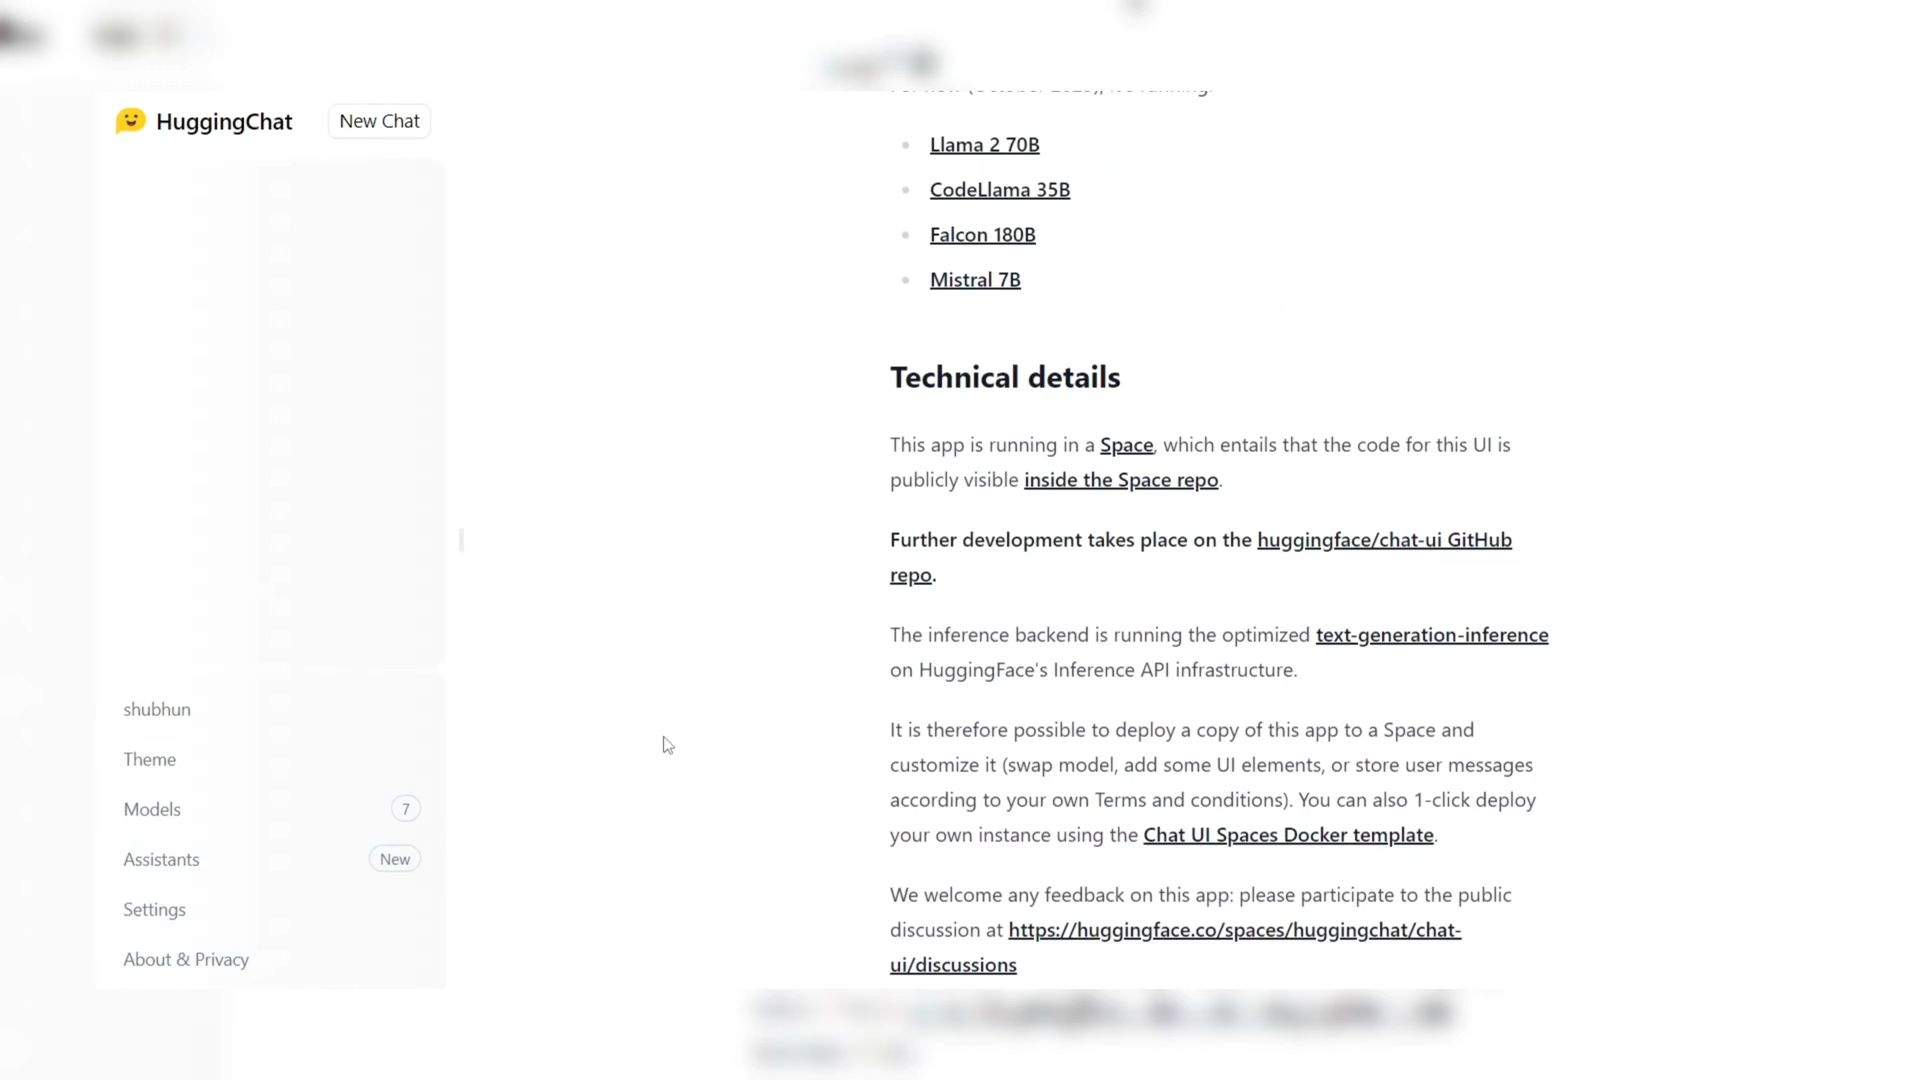 HuggingChat
New Chat
Llama 2 70B
CodeLlama 35B
Falcon 180B
Mistral 7B
Technical details
This app is running in a Space, which entails that the code for this UI is
publicly visible inside the Space repo.
Further development takes place on the huggingface/chat-ui GitHub
repo.
The inference backend is running the optimized text-generation-inference
on HuggingFace's Inference API infrastructure.
It is therefore possible to deploy a copy of this app to a Space and
customize it (swap model, add some UI elements, or store user messages
according to your own Terms and conditions). You can also 1-click deploy
your own instance using the Chat UI Spaces Docker template.
We welcome any feedback on this app: please participate to the public
discussion at https://huggingface.co/spaces/huggingchat/chat-
ui/discussions
shubhun
Theme
Models 7
Assistants New
Settings
About & Privacy